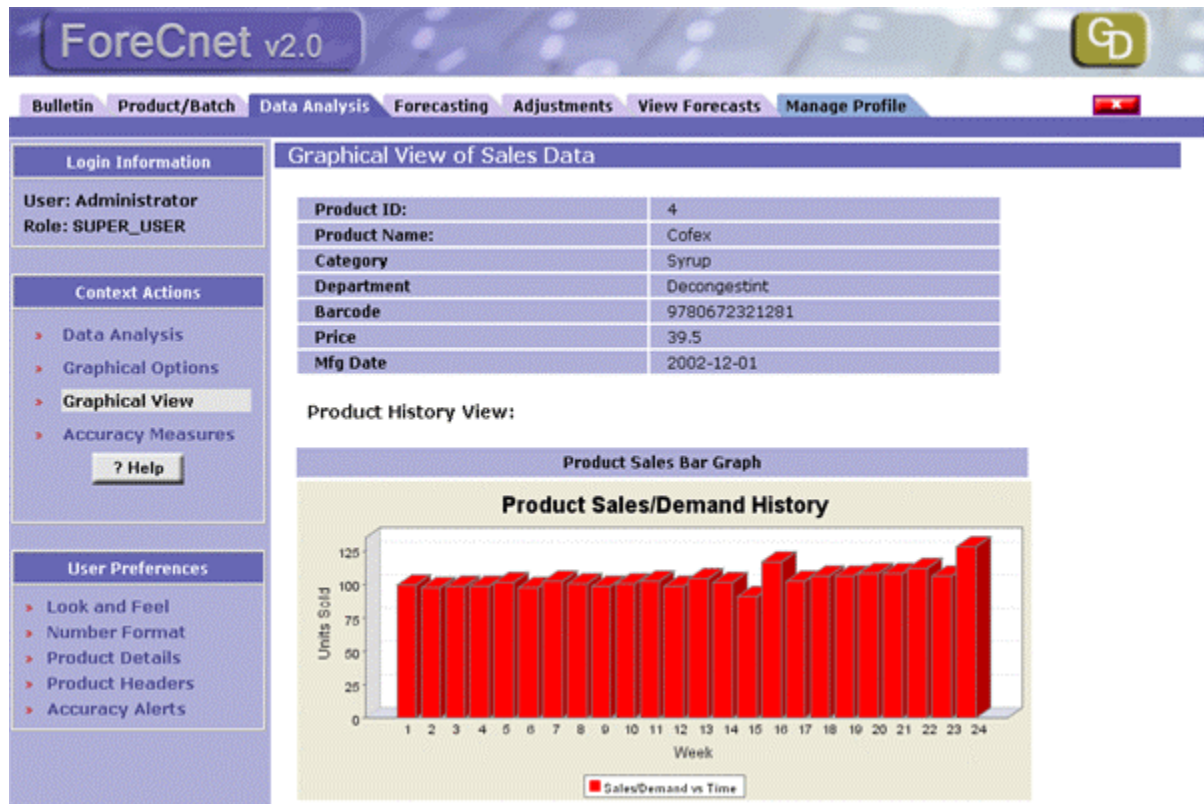 ForeCnet v2.0
GD
Bulletin Product/Batch Data Analysis Forecasting Adjustments View Forecasts Manage Profile
x
Login Information
User: Administrator
Role: SUPER_USER
Context Actions
» Data Analysis
» Graphical Options
» Graphical View
» Accuracy Measures
? Help
User Preferences
» Look and Feel
» Number Format
» Product Details
» Product Headers
» Accuracy Alerts
Graphical View of Sales Data
Product ID: 4
Product Name: Cofex
Category Syrup
Department Decongestint
Barcode 9780672321281
Price 39.5
Mfg Date 2002-12-01
Product History View:
Product Sales Bar Graph
Product Sales/Demand History
Units Sold
125
100
75
50
25
0
1 2 3 4 5 6 7 8 9 10 11 12 13 14 15 16 17 18 19 20 21 22 23 24
Week
Sales/Demand vs Time